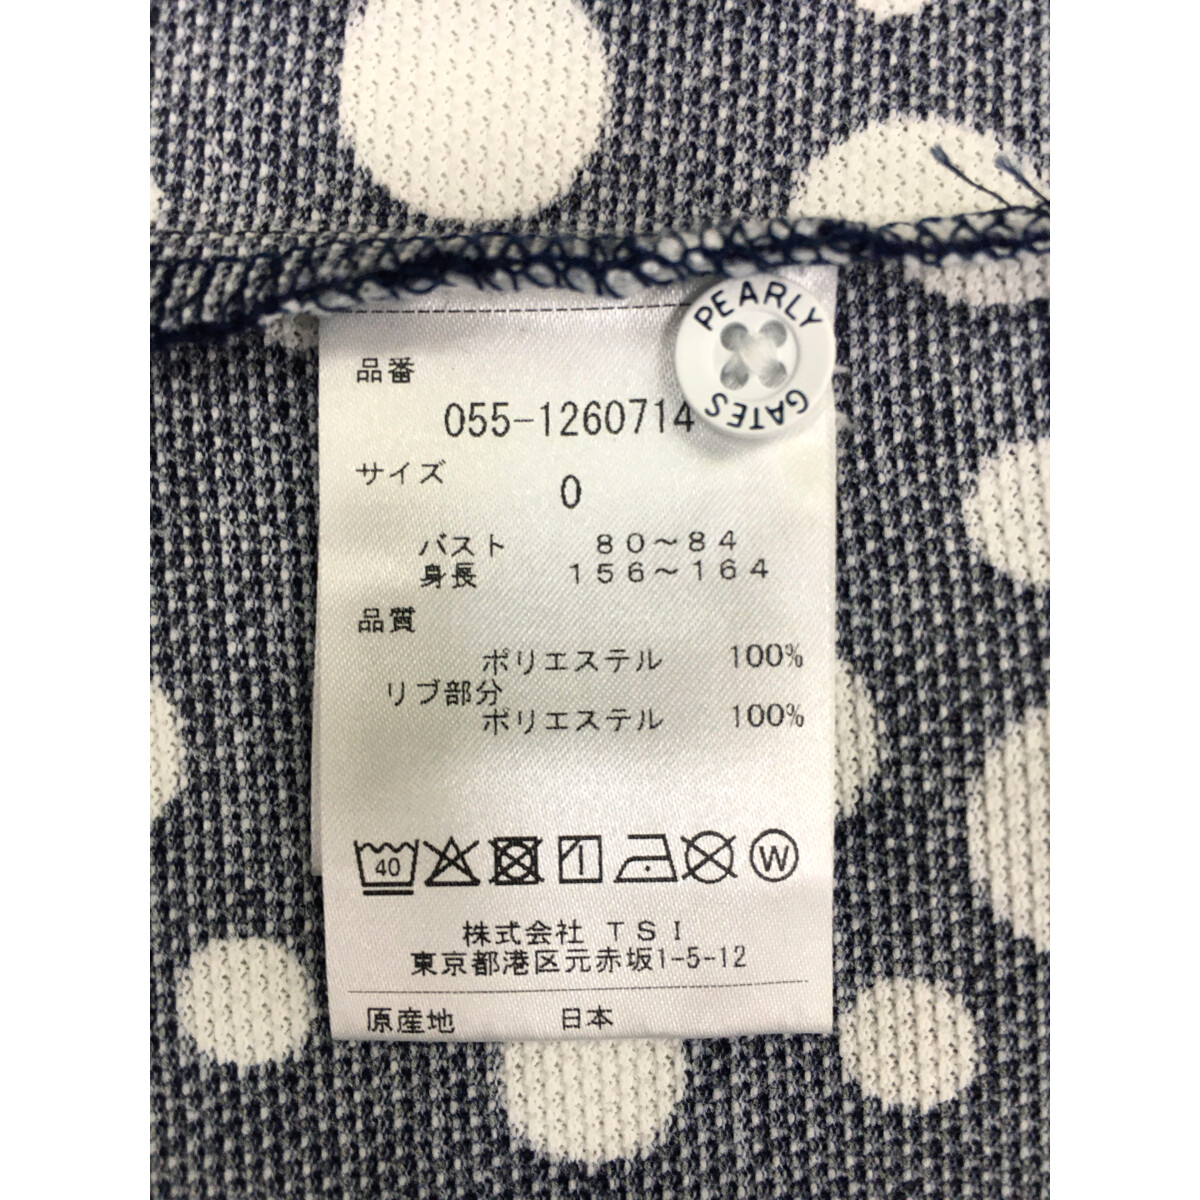 PEARLY
GATES
品番
055-1260714
サイズ
0
バスト 80～84
身長 156～164
品質
ポリエステル 100%
リブ部分
ポリエステル 100%
40
W
株式会社 TSI
東京都港区元赤坂1-5-12
原産地 日本